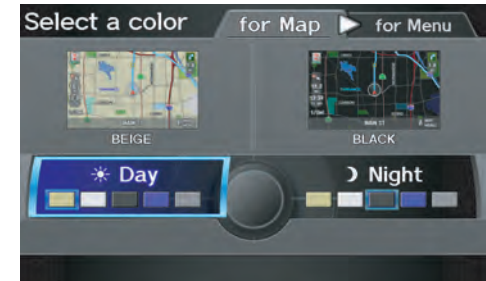 Select a color
for Map
for Menu
BEIGE
BLACK
Day
Night